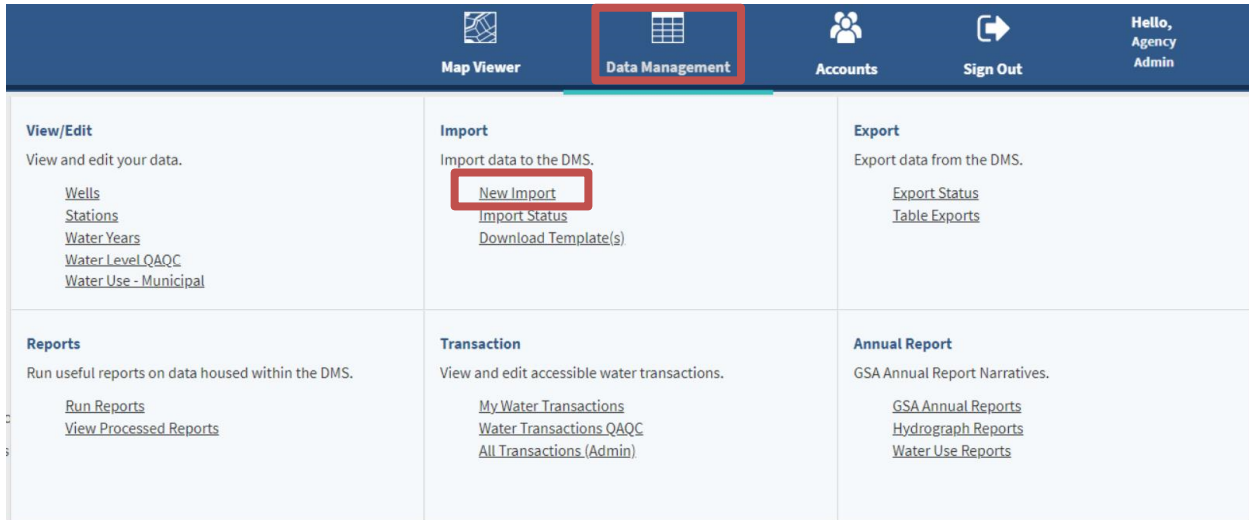 Map Viewer
Data Management
Accounts
Sign Out
Hello,
Agency
Admin
View/Edit
View and edit your data.
Wells
Stations
Water Years
Water Level QAQC
Water Use - Municipal
Import
Import data to the DMS.
New Import
Import Status
Download Template(s)
Export
Export data from the DMS.
Export Status
Table Exports
Reports
Run useful reports on data housed within the DMS.
Run Reports
View Processed Reports
Transaction
View and edit accessible water transactions.
My Water Transactions
Water Transactions QAQC
All Transactions (Admin)
Annual Report
GSA Annual Report Narratives.
GSA Annual Reports
Hydrograph Reports
Water Use Reports